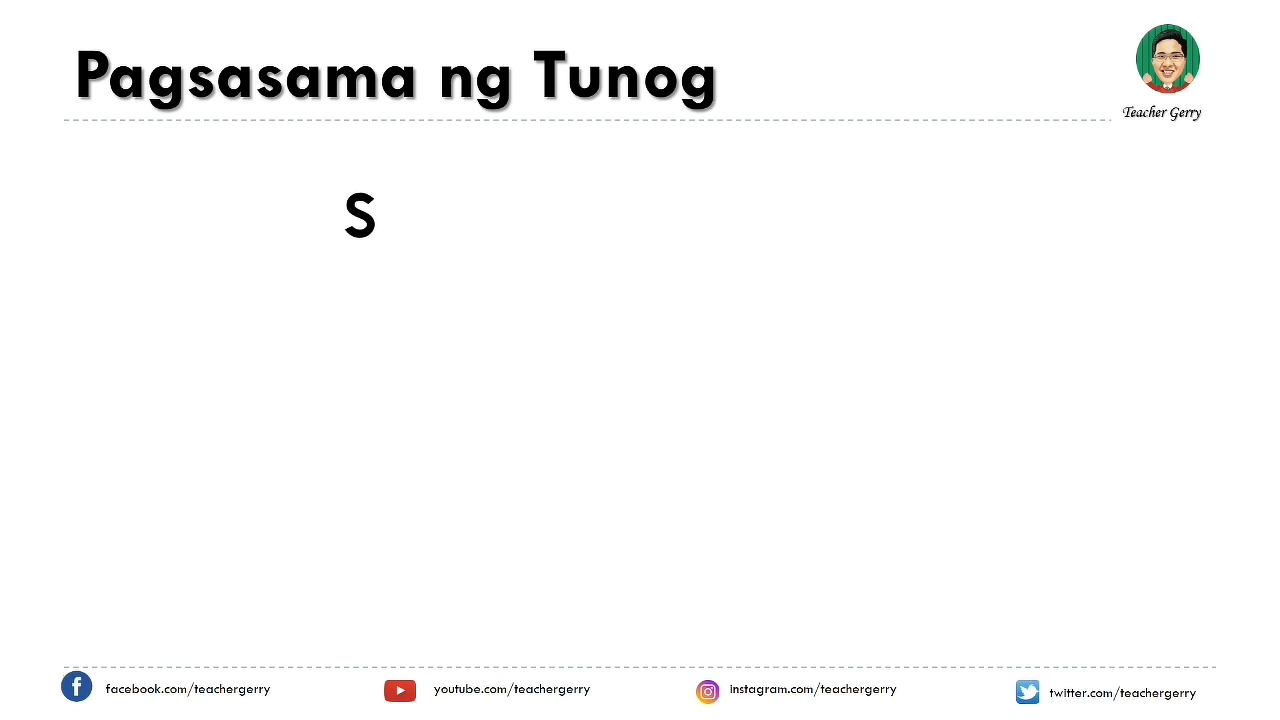 Pagsasama ng Tunog
Teacher Gerry
S
facebook.com/teachergerry
youtube.com/teachergerry
instagram.com/teachergerry
twitter.com/teachergerry